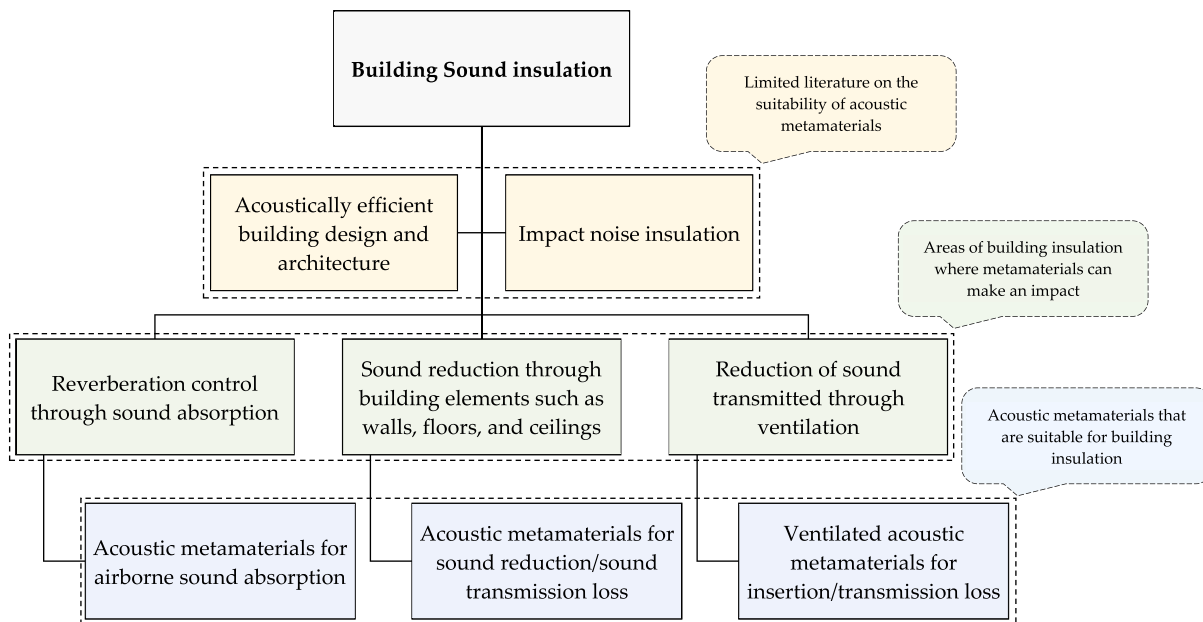 Building Sound insulation
Limited literature on the
suitability of acoustic
metamaterials
Acoustically efficient
building design and
architecture
Impact noise insulation
Areas of building insulation
where metamaterials can
make an impact
Reverberation control
through sound absorption
Sound reduction through
building elements such as
walls, floors, and ceilings
Reduction of sound
transmitted through
ventilation
Acoustic metamaterials that
are suitable for building
insulation
Acoustic metamaterials for
airborne sound absorption
Acoustic metamaterials for
sound reduction/sound
transmission loss
Ventilated acoustic
metamaterials for
insertion/transmission loss